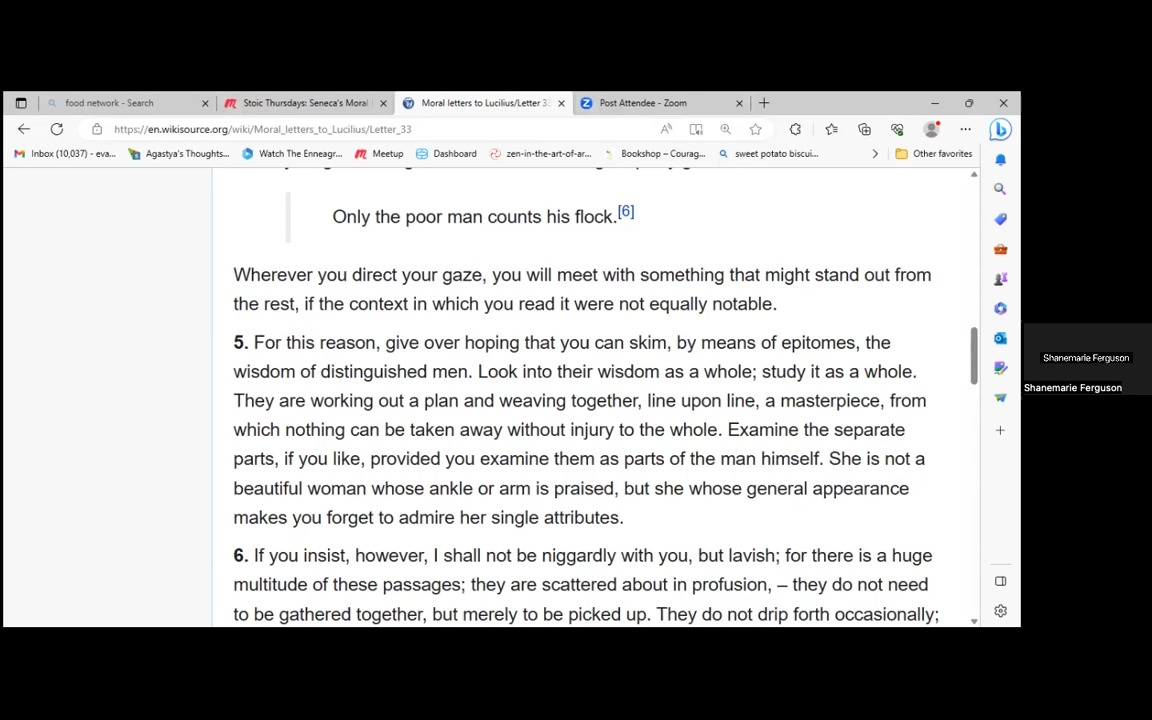 food network - Search
Stoic Thursdays: Seneca's Moral
Moral letters to Lucilius/Letter 33
Post Attendee - Zoom
https://en.wikisource.org/wiki/Moral_letters_to_Lucilius/Letter_33
Inbox (10,037) - eva...
Agastya's Thoughts...
Watch The Enneagr...
Meetup
Dashboard
zen-in-the-art-of-ar...
Bookshop – Courag...
sweet potato biscui...
Other favorites
Only the poor man counts his flock.[6]
Wherever you direct your gaze, you will meet with something that might stand out from
the rest, if the context in which you read it were not equally notable.
5. For this reason, give over hoping that you can skim, by means of epitomes, the
wisdom of distinguished men. Look into their wisdom as a whole; study it as a whole.
They are working out a plan and weaving together, line upon line, a masterpiece, from
which nothing can be taken away without injury to the whole. Examine the separate
parts, if you like, provided you examine them as parts of the man himself. She is not a
beautiful woman whose ankle or arm is praised, but she whose general appearance
makes you forget to admire her single attributes.
6. If you insist, however, I shall not be niggardly with you, but lavish; for there is a huge
multitude of these passages; they are scattered about in profusion, – they do not need
to be gathered together, but merely to be picked up. They do not drip forth occasionally;
Shanemarie Ferguson
Shanemarie Ferguson